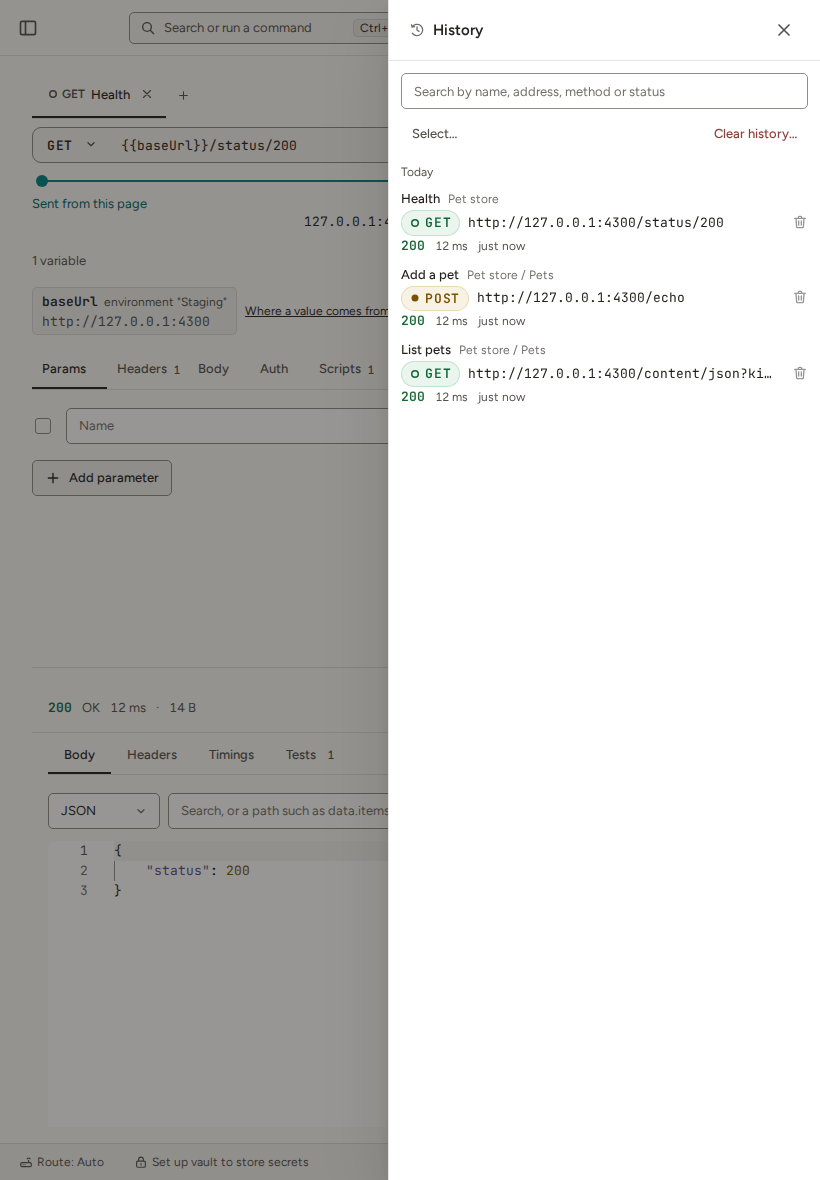 Search or run a command Ctrl+
GET Health
GET {{baseUrl}}/status/200
Sent from this page
127.0.0.1:4
1 variable
baseUrl environment "Staging"
http://127.0.0.1:4300
Where a value comes from
Params Headers 1 Body Auth Scripts 1
Name
Add parameter
200 OK 12 ms · 14 B
Body Headers Timings Tests 1
JSON Search, or a path such as data.items
1 {
2 "status": 200
3 }
Route: Auto Set up vault to store secrets
History
Search by name, address, method or status
Select... Clear history...
Today
Health Pet store
GET http://127.0.0.1:4300/status/200
200 12 ms just now
Add a pet Pet store / Pets
POST http://127.0.0.1:4300/echo
200 12 ms just now
List pets Pet store / Pets
GET http://127.0.0.1:4300/content/json?ki…
200 12 ms just now